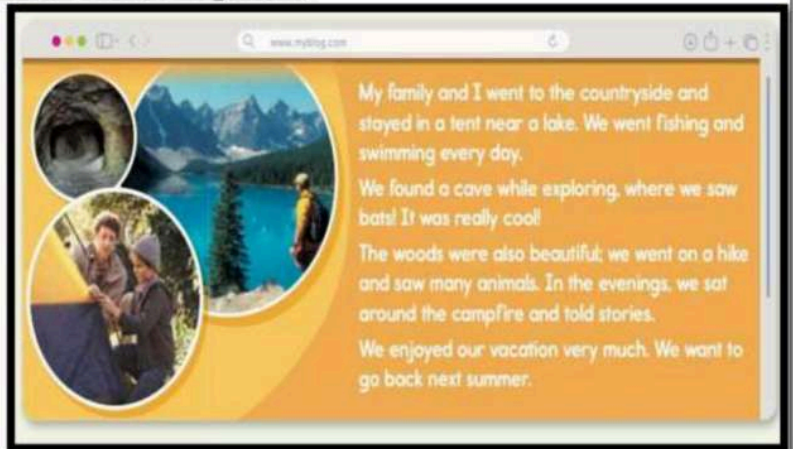 www.myblog.com
My family and I went to the countryside and
stayed in a tent near a lake. We went fishing and
swimming every day.
We found a cave while exploring, where we saw
bats! It was really cool!
The woods were also beautiful; we went on a hike
and saw many animals. In the evenings, we sat
around the campfire and told stories.
We enjoyed our vacation very much. We want to
go back next summer.